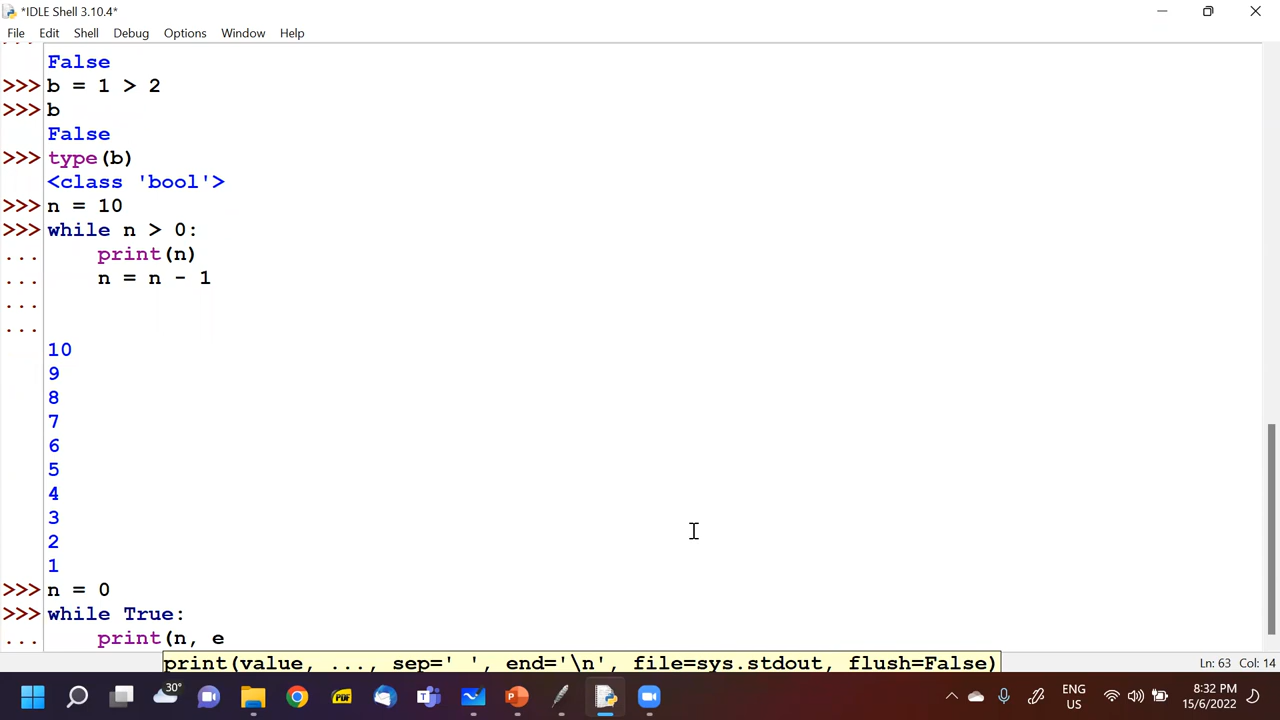 *IDLE Shell 3.10.4*
File Edit Shell Debug Options Window Help
False
>>> b = 1 > 2
>>> b
False
>>> type(b)
<class 'bool'>
>>> n = 10
>>> while n > 0:
...     print(n)
...     n = n - 1
...
...
10
9
8
7
6
5
4
3
2
1
>>> n = 0
>>> while True:
...     print(n, e
print(value, ..., sep=' ', end='\n', file=sys.stdout, flush=False)
Ln: 63 Col: 14
30°
PDF
ENG
US
8:32 PM
15/6/2022